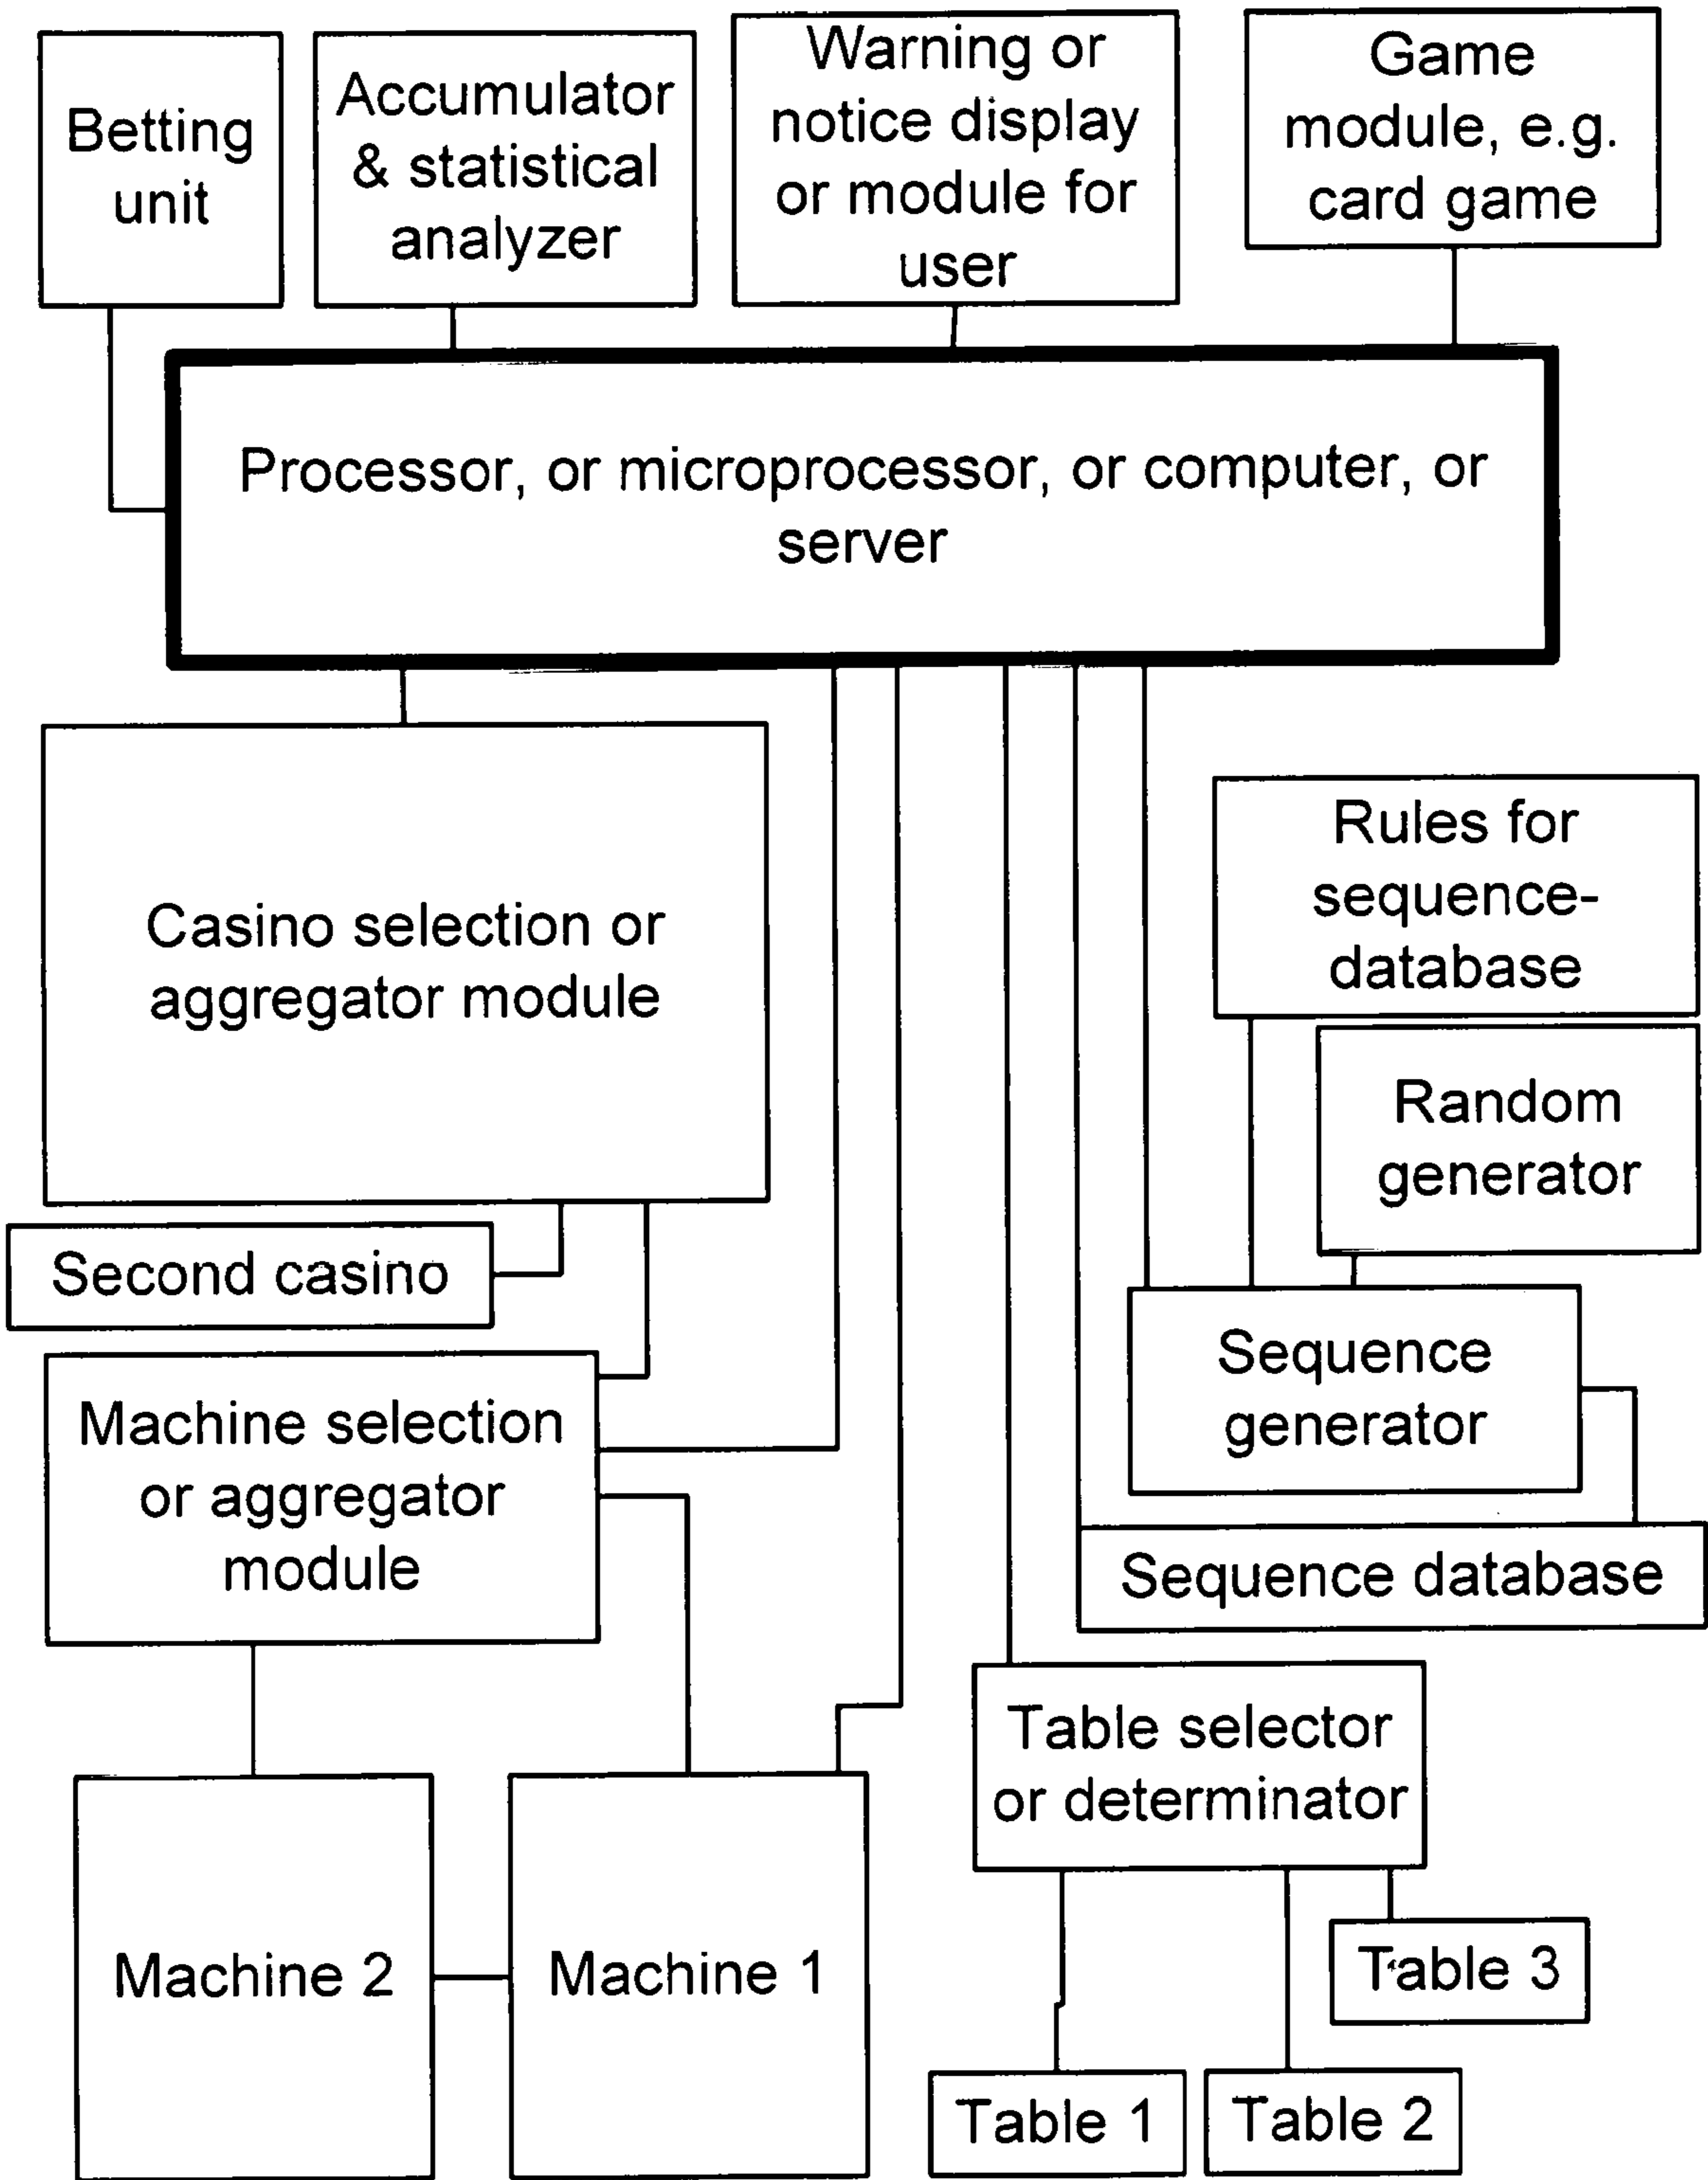 Betting
unit
Accumulator
& statistical
analyzer
Warning or
notice display
or module for
user
Game
module, e.g.
card game
Processor, or microprocessor, or computer, or
server
Casino selection or
aggregator module
Rules for
sequence-
database
Random
generator
Second casino
Sequence
generator
Machine selection
or aggregator
module
Sequence database
Table selector
or determinator
Machine 2
Machine 1
Table 3
Table 1
Table 2